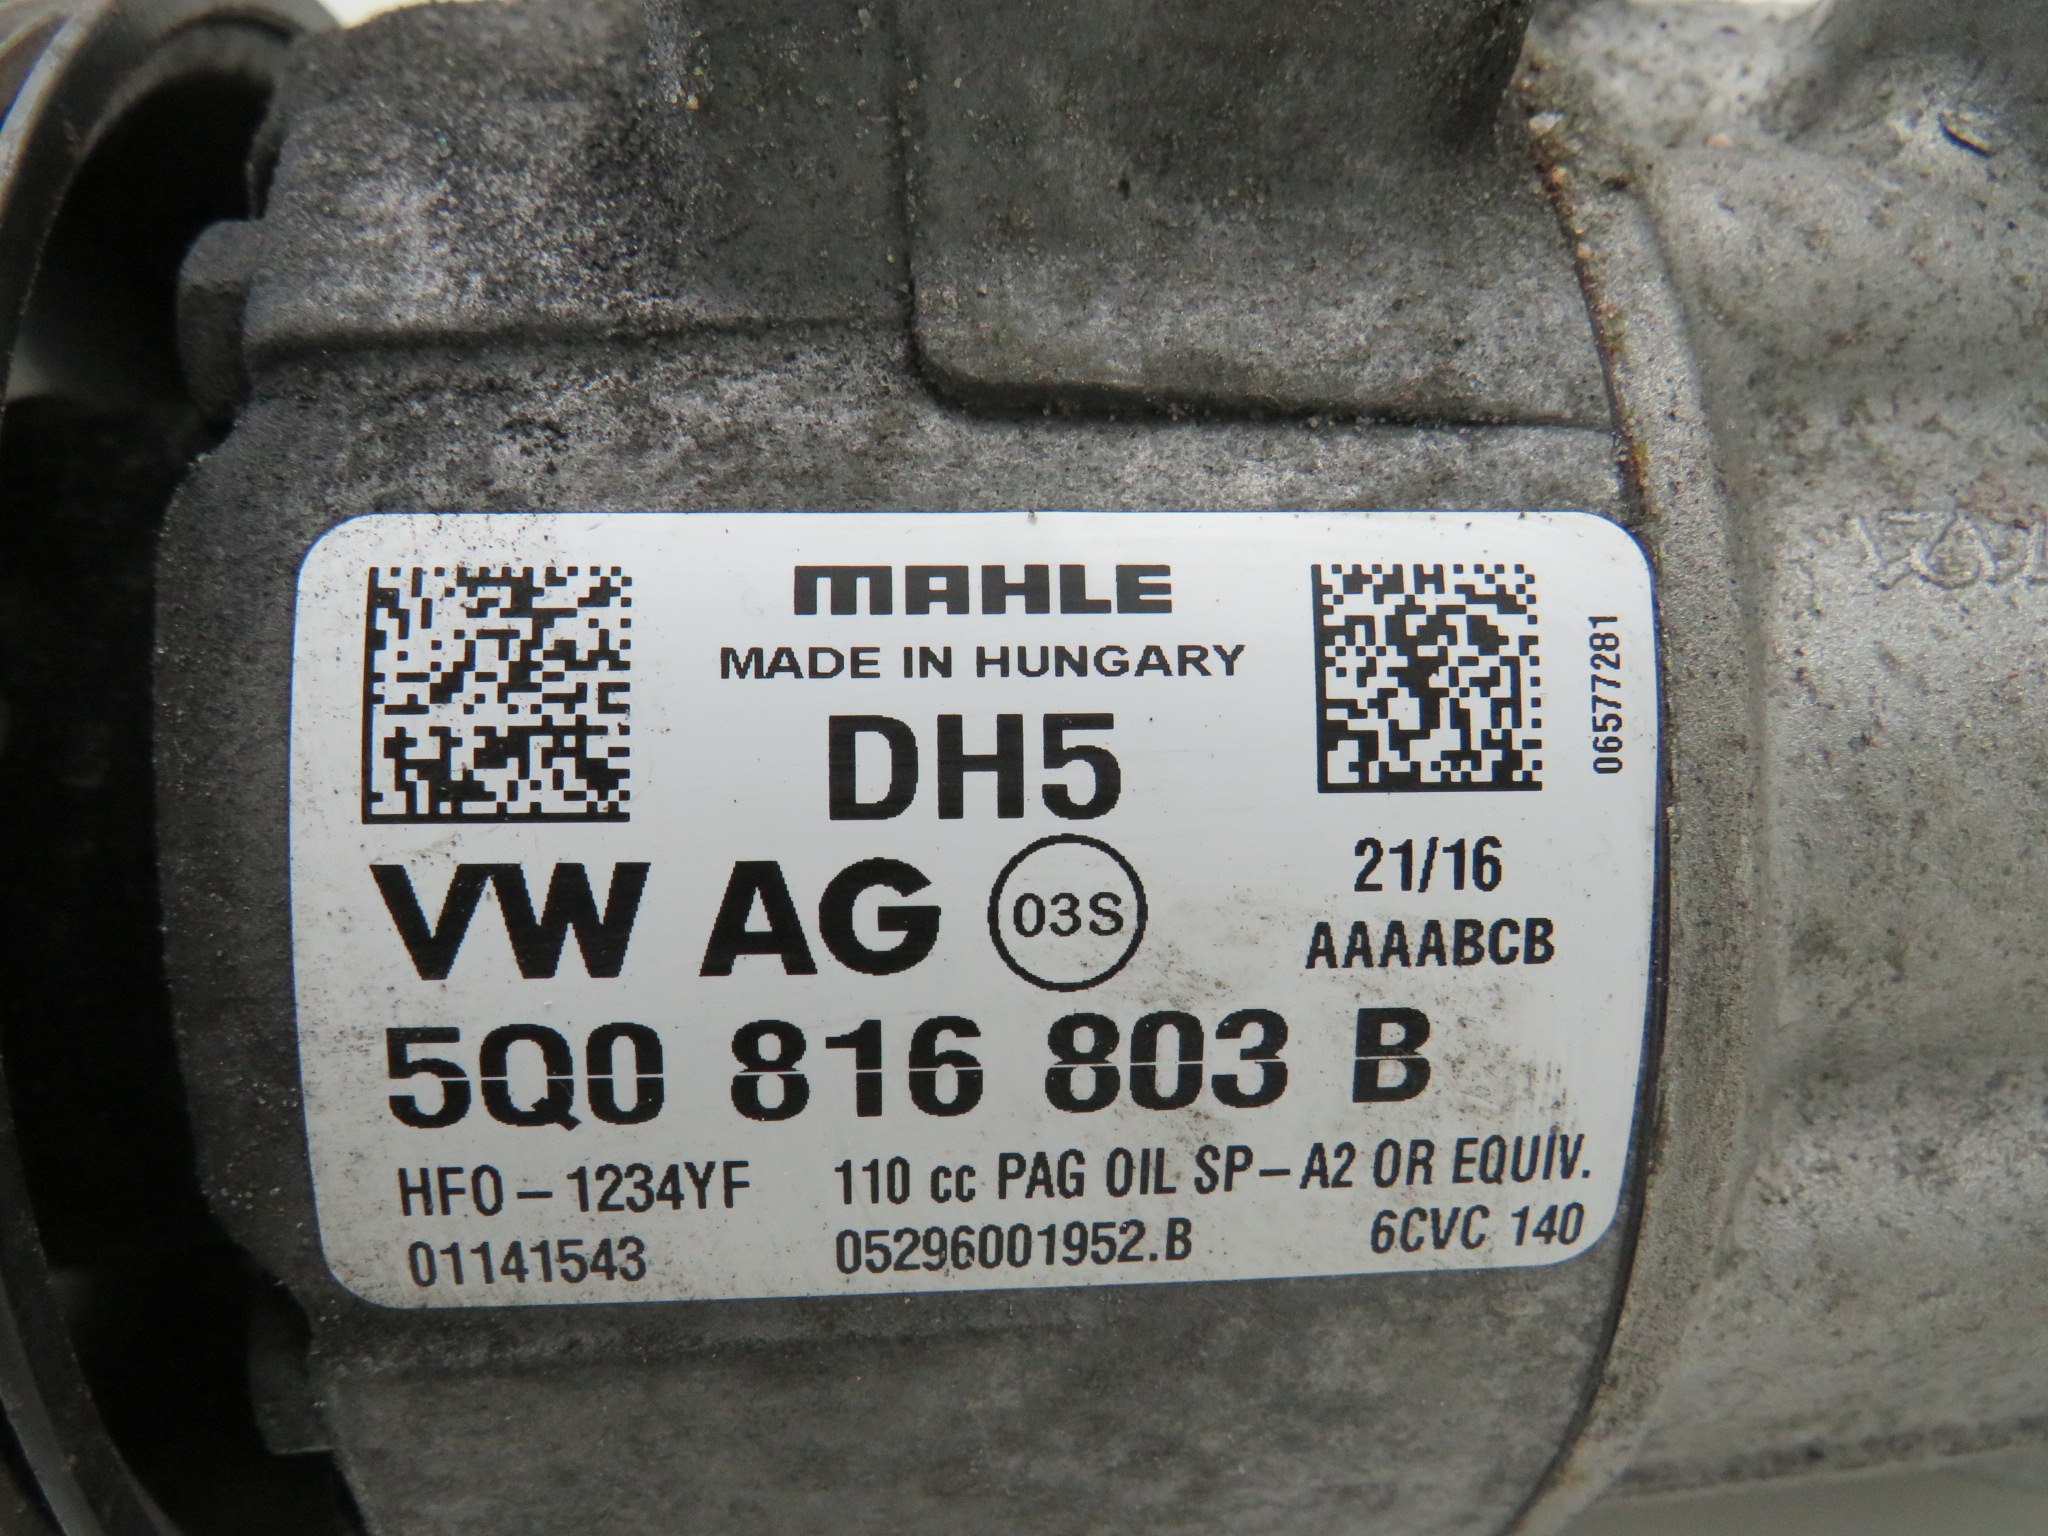 MAHLE
MADE IN HUNGARY
DH5
06577281
VW AG 03S
21/16
AAAABCB
5Q0 816 803 B
HFO-1234YF 110 cc PAG OIL SP-A2 OR EQUIV.
01141543 05296001952.B 6CVC 140